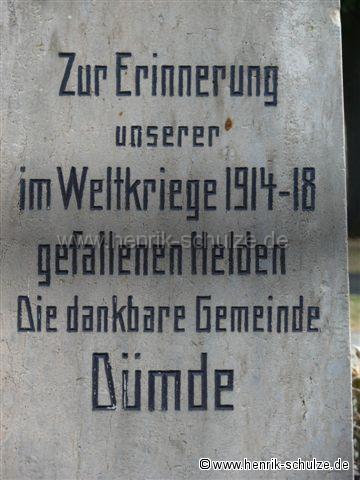 Zur Erinnerung
unserer
im Weltkriege 1914-18
www.henrik-schulze.de
gefallenen Helden
Die dankbare Gemeinde
Dümde
©www.henrik-schulze.de